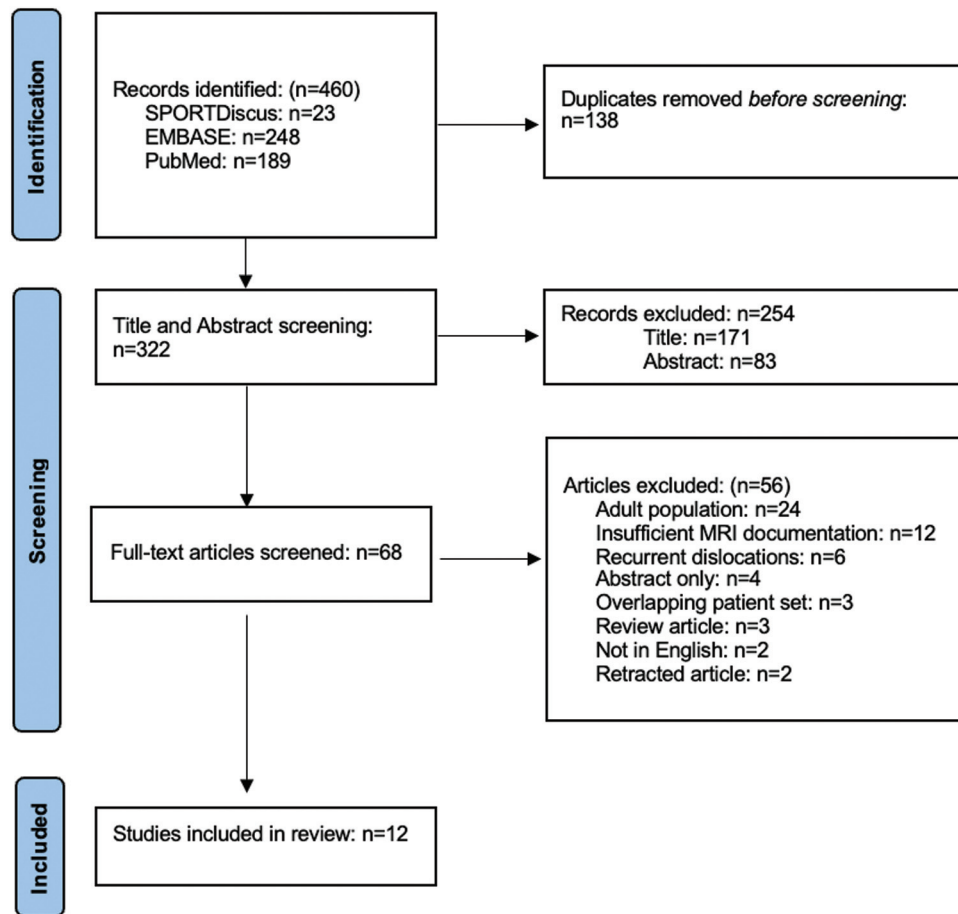 Identification
Records identified: (n=460)
SPORTDiscus: n=23
EMBASE: n=248
PubMed: n=189
Duplicates removed before screening:
n=138
Screening
Title and Abstract screening:
n=322
Records excluded: n=254
Title: n=171
Abstract: n=83
Full-text articles screened: n=68
Articles excluded: (n=56)
Adult population: n=24
Insufficient MRI documentation: n=12
Recurrent dislocations: n=6
Abstract only: n=4
Overlapping patient set: n=3
Review article: n=3
Not in English: n=2
Retracted article: n=2
Included
Studies included in review: n=12